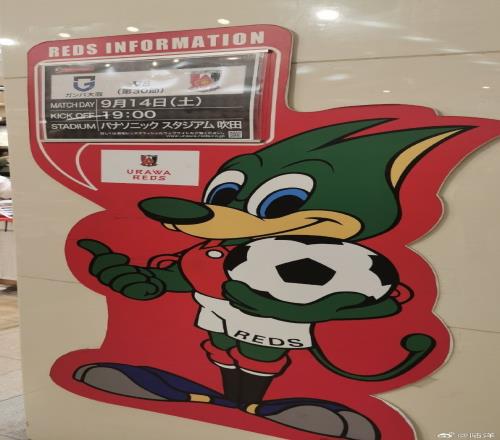 REDS INFORMATION
ガンバ大阪
VS
(第30節)
MATCH DAY 9月14日(土)
KICK OFF 19:00
STADIUM パナソニック スタジアム 吹田
URAWA
REDS
REDS